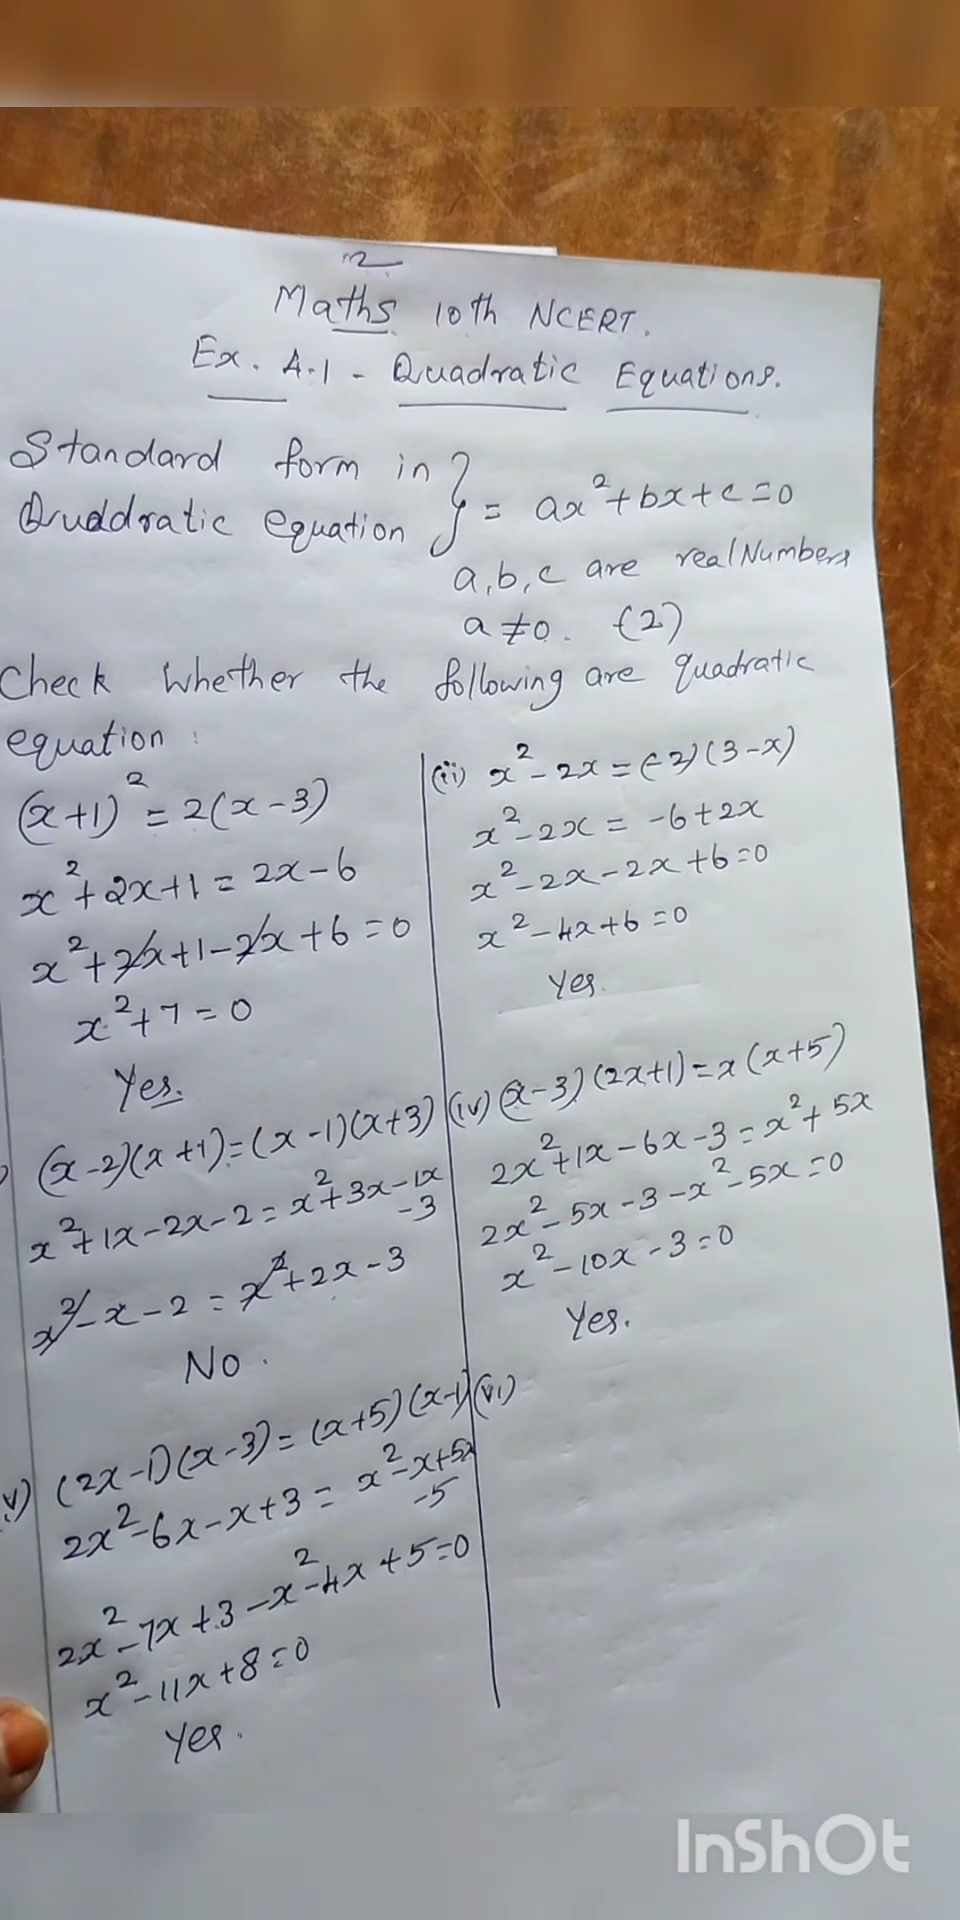 2
Maths 10th NCERT.
Ex. 4.1 - Quadratic Equations.
Standard form in
Quddratic equation } = ax²+bx+c=0
a,b,c are realNumbers
a≠0. (2)
Check whether the following are quadratic
equation :
(x+1)² = 2(x-3)
x²+2x+1 = 2x-6
x²+2x+1-2x+6=0
x²+7=0
Yes.
(ii) x²-2x = (-2)(3-x)
x²-2x = -6+2x
x²-2x-2x+6=0
x²-4x+6=0
Yes.
(x-2)(x+1)=(x-1)(x+3)
x²+1x-2x-2=x²+3x-1x
-3
x²-x-2 = x²+2x-3
No.
(iv) (x-3)(2x+1)=x(x+5)
2x²+1x-6x-3=x²+5x
2x²-5x-3-x²-5x=0
x²-10x-3=0
Yes.
v) (2x-1)(x-3)=(x+5)(x-1)
2x²-6x-x+3 = x²-x+5x
-5
2x²-7x+3-x²-4x+5=0
x²-11x+8=0
Yes.
(vi)
InShOt